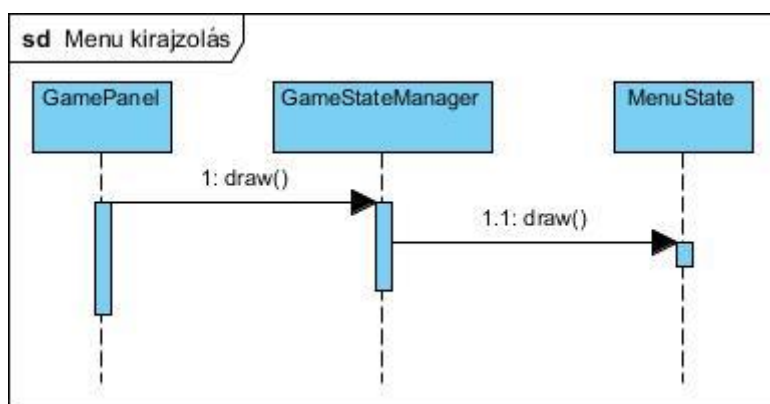 sd Menu kirajzolás
GamePanel
GameStateManager
MenuState
1: draw()
1.1: draw()